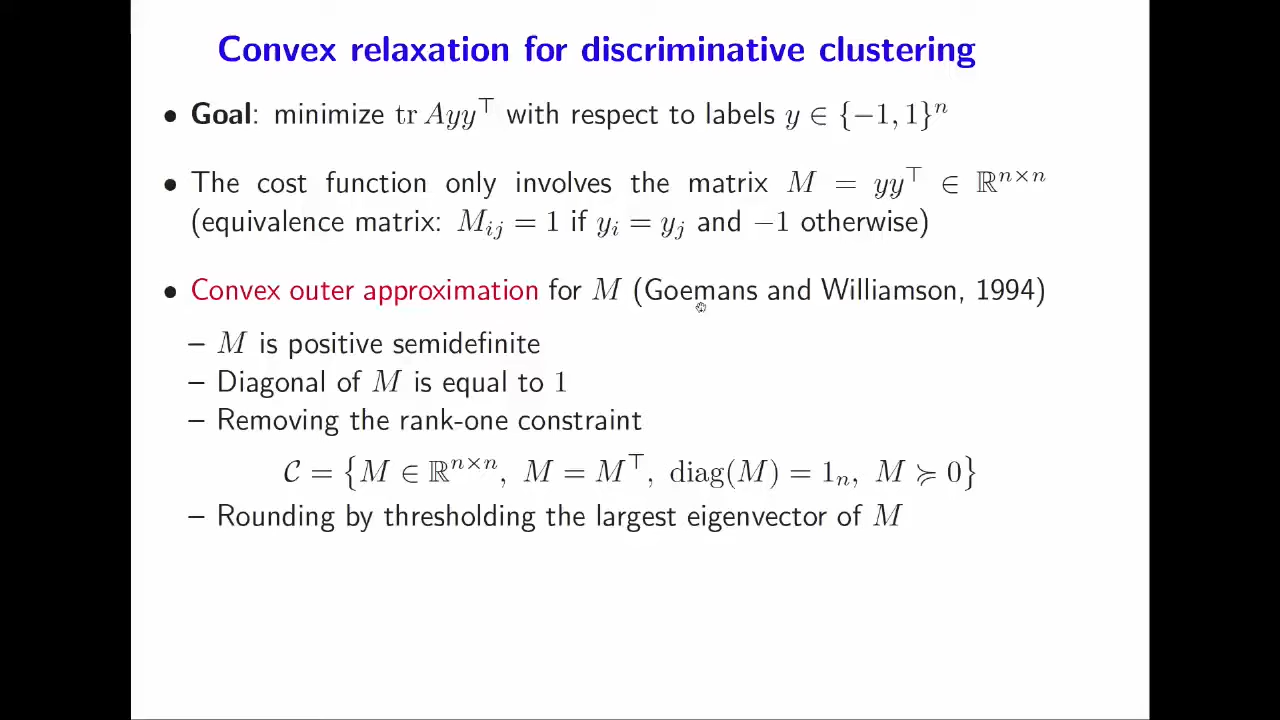 Convex relaxation for discriminative clustering
• Goal: minimize tr Ayy⊤ with respect to labels y ∈ {−1, 1}ⁿ
• The cost function only involves the matrix M = yy⊤ ∈ ℝⁿˣⁿ
(equivalence matrix: Mᵢⱼ = 1 if yᵢ = yⱼ and −1 otherwise)
• Convex outer approximation for M (Goemans and Williamson, 1994)
– M is positive semidefinite
– Diagonal of M is equal to 1
– Removing the rank-one constraint
𝒞 = {M ∈ ℝⁿˣⁿ, M = M⊤, diag(M) = 1ₙ, M ≽ 0}
– Rounding by thresholding the largest eigenvector of M